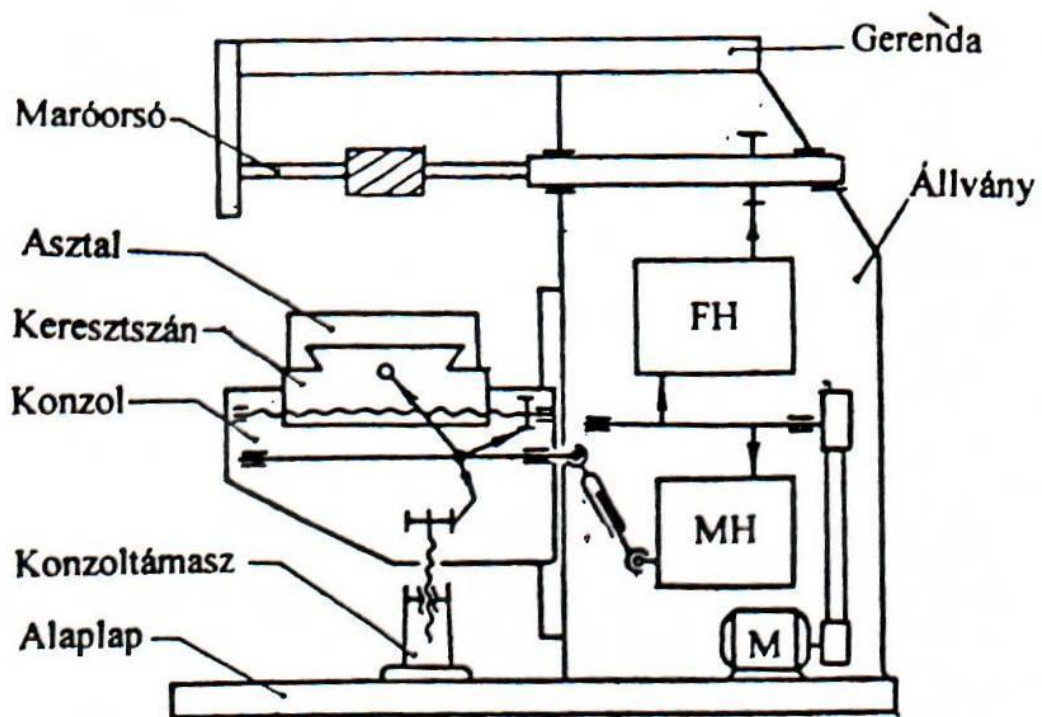 Gerenda
Maróorsó
Állvány
Asztal
FH
Keresztszán
Konzol
MH
Konzoltámasz
M
Alaplap